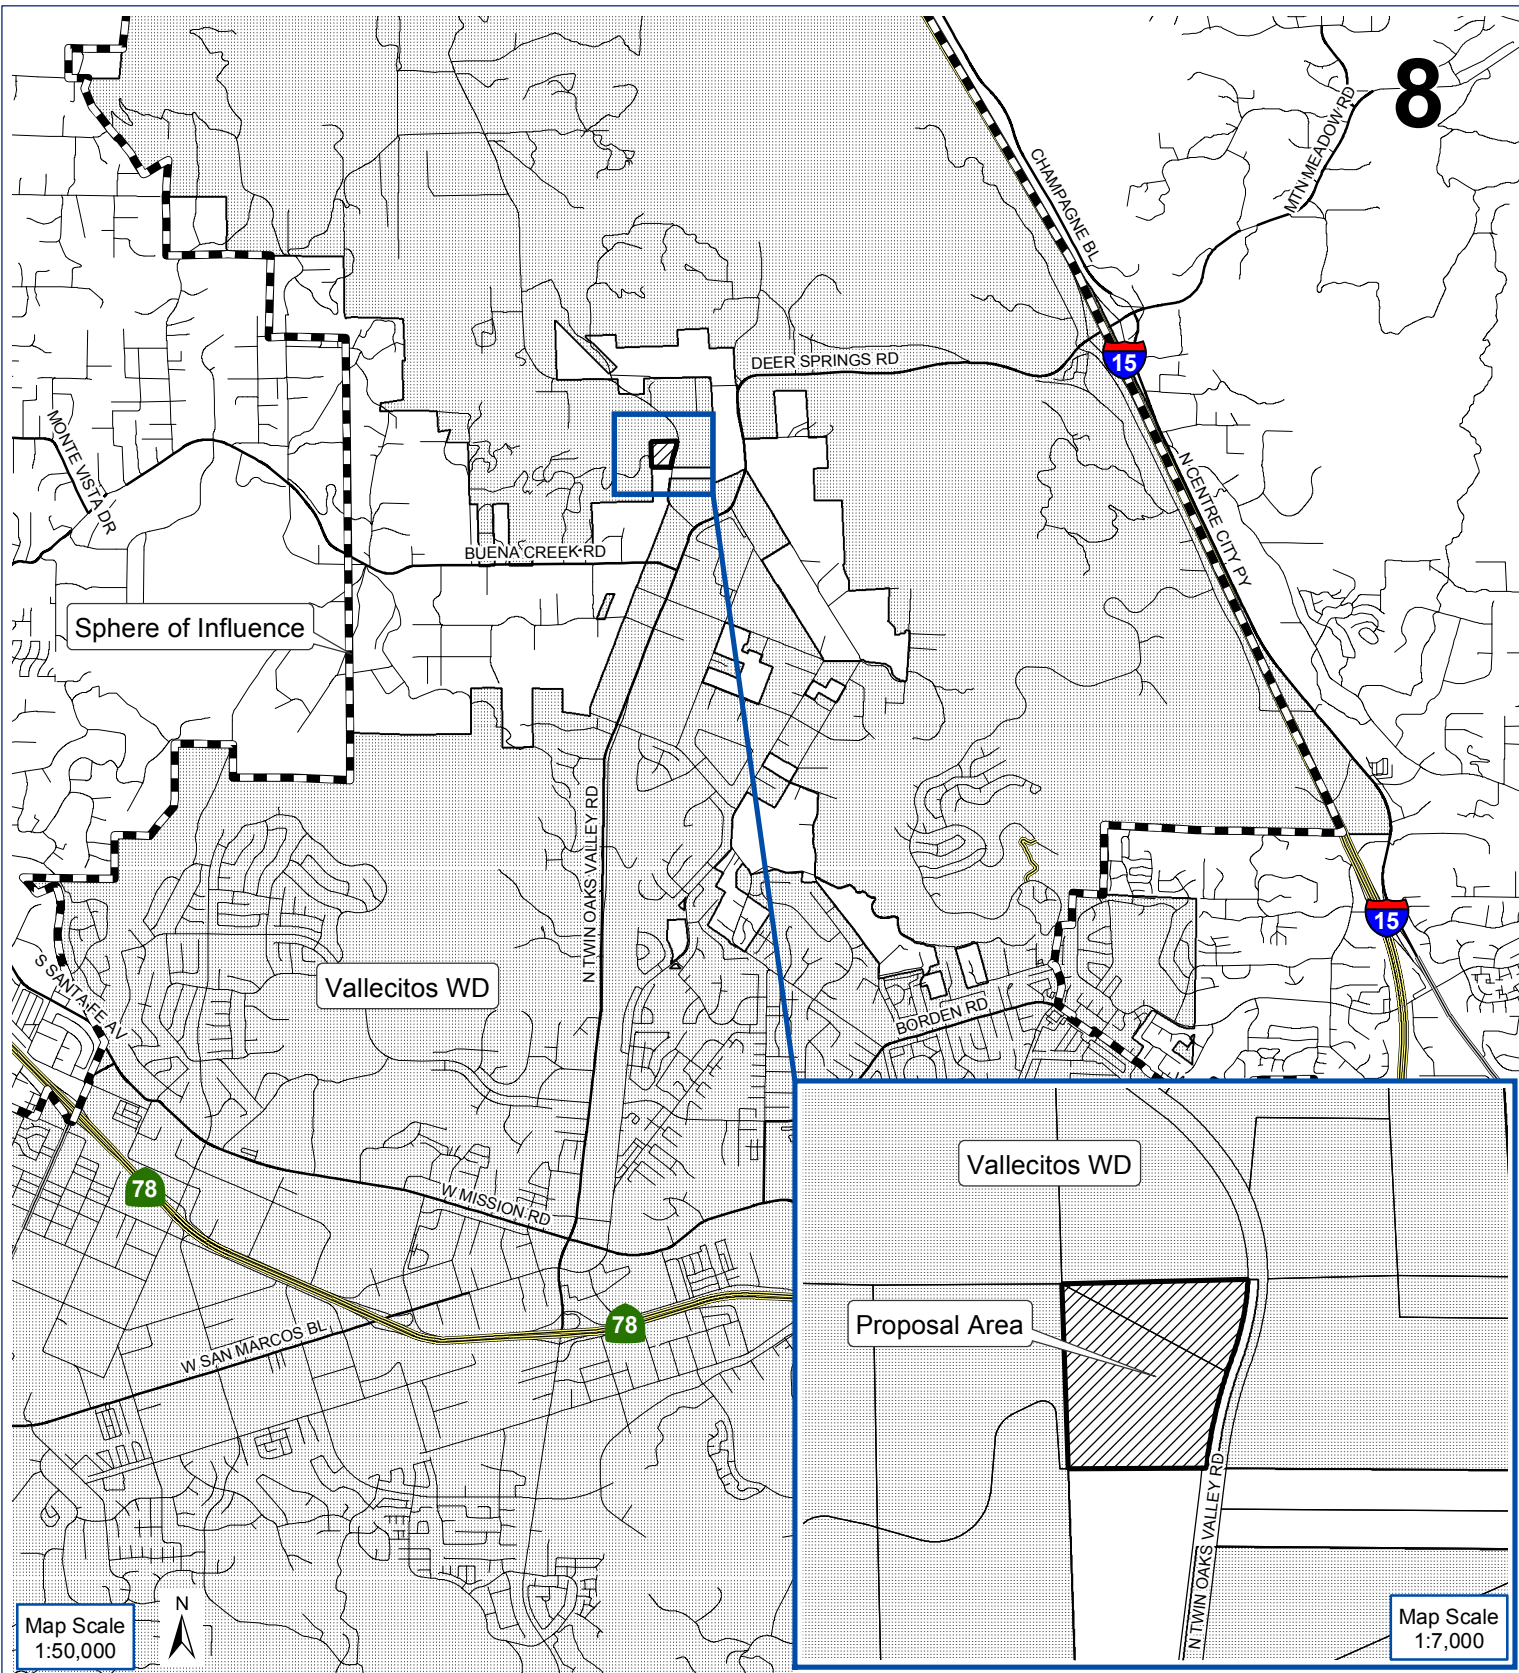 8
CHAMPAGNE BL
MTN MEADOW RD
15
DEER SPRINGS RD
MONTE VISTA DR
N CENTRE CITY PY
BUENA CREEK RD
Sphere of Influence
N TWIN OAKS VALLEY RD
15
S SANTA FE AV
Vallecitos WD
BORDEN RD
78
W MISSION RD
78
W SAN MARCOS BL
Vallecitos WD
Proposal Area
N TWIN OAKS VALLEY RD
Map Scale
1:50,000
N
Map Scale
1:7,000